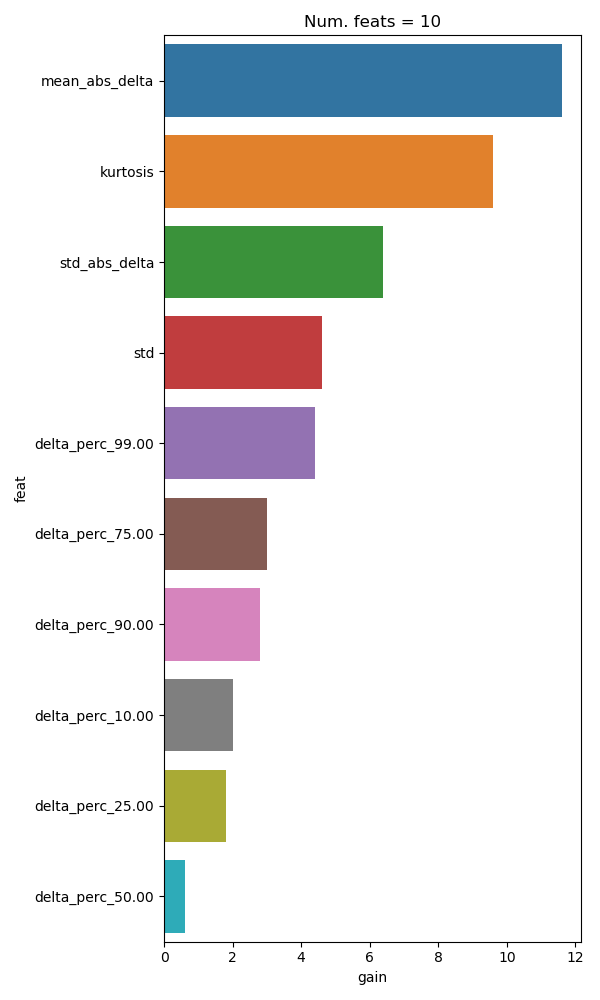 Num. feats = 10
mean_abs_delta
kurtosis
std_abs_delta
std
delta_perc_99.00
delta_perc_75.00
delta_perc_90.00
delta_perc_10.00
delta_perc_25.00
delta_perc_50.00
feat
0 2 4 6 8 10 12
gain